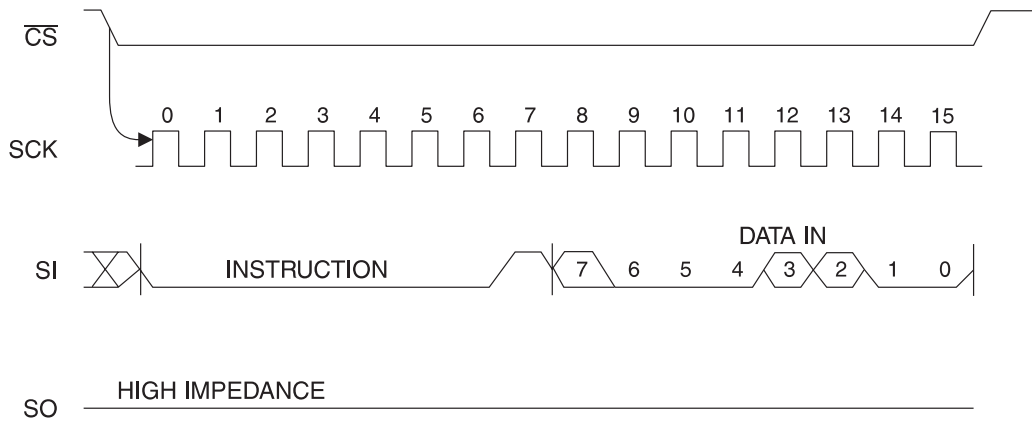 CS
0 1 2 3 4 5 6 7 8 9 10 11 12 13 14 15
SCK
DATA IN
SI INSTRUCTION 7 6 5 4 3 2 1 0
HIGH IMPEDANCE
SO